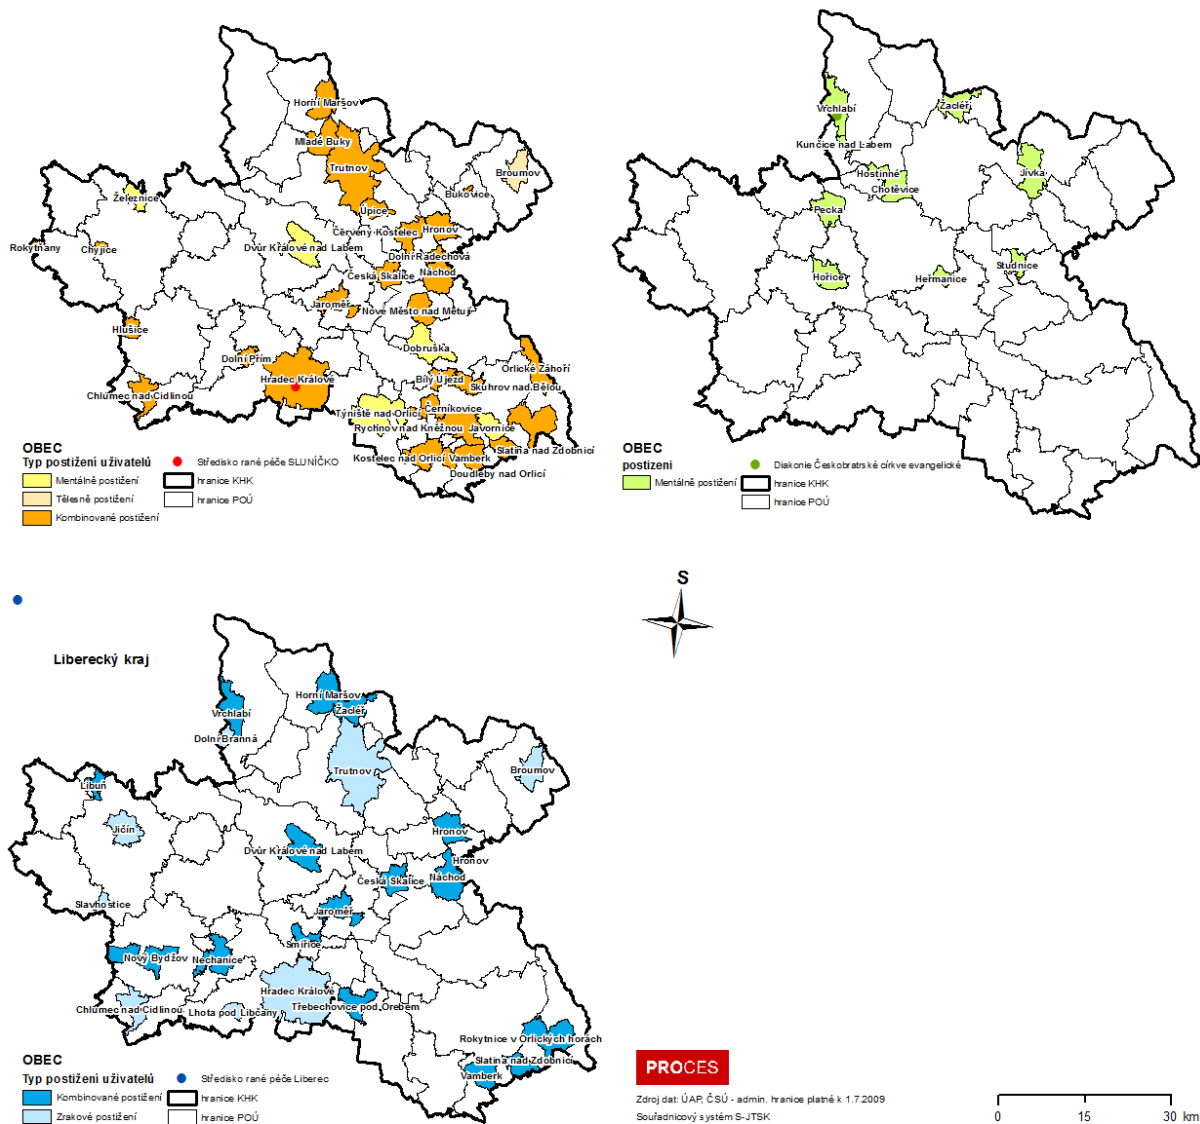 Horní Maršov
Mladé Buky
Trutnov
Broumov
Bukovice
Železnice
Úpice
Červený Kostelec
Hronov
Rokytňany
Chyjice
Dvůr Králové nad Labem
Dolní Radechová
Česká Skalice
Náchod
Jaroměř
Nové Město nad Metují
Hlušice
Dobruška
Dolní Přím
Orlické Záhoří
Hradec Králové
Bílý Újezd
Skuhrov nad Bělou
Chlumec nad Cidlinou
Černíkovice
Týniště nad Orlicí
Rychnov nad Kněžnou
Javornice
Slatina nad Zdobnicí
Kostelec nad Orlicí
Vamberk
Doudleby nad Orlicí
OBEC
Typ postižení uživatelů
Středisko rané péče SLUNÍČKO
Mentálně postižení
hranice KHK
Tělesně postižení
hranice POÚ
Kombinované postižení
Vrchlabí
Žacléř
Kunčice nad Labem
Hostinné
Jívka
Chotěvice
Pecka
Studnice
Hořice
Heřmanice
OBEC
postizeni
Diakonie Českobratrské církve evangelické
Mentálně postižení
hranice KHK
hranice POÚ
S
Liberecký kraj
Horní Maršov
Vrchlabí
Žacléř
Dolní Branná
Trutnov
Broumov
Libuň
Jičín
Hronov
Dvůr Králové nad Labem
Hronov
Česká Skalice
Náchod
Slavhostice
Jaroměř
Smiřice
Nový Bydžov
Nechanice
Hradec Králové
Chlumec nad Cidlinou
Lhota pod Libčany
Třebechovice pod Orebem
Rokytnice v Orlických horách
Slatina nad Zdobnicí
Vamberk
OBEC
Typ postižení uživatelů
Středisko rané péče Liberec
Kombinované postižení
hranice KHK
Zrakové postižení
hranice POÚ
PROCES
Zdroj dat: ÚAP, ČSÚ - admin. hranice platné k 1.7.2009
Souřadnicový systém S-JTSK
0 15 30 km